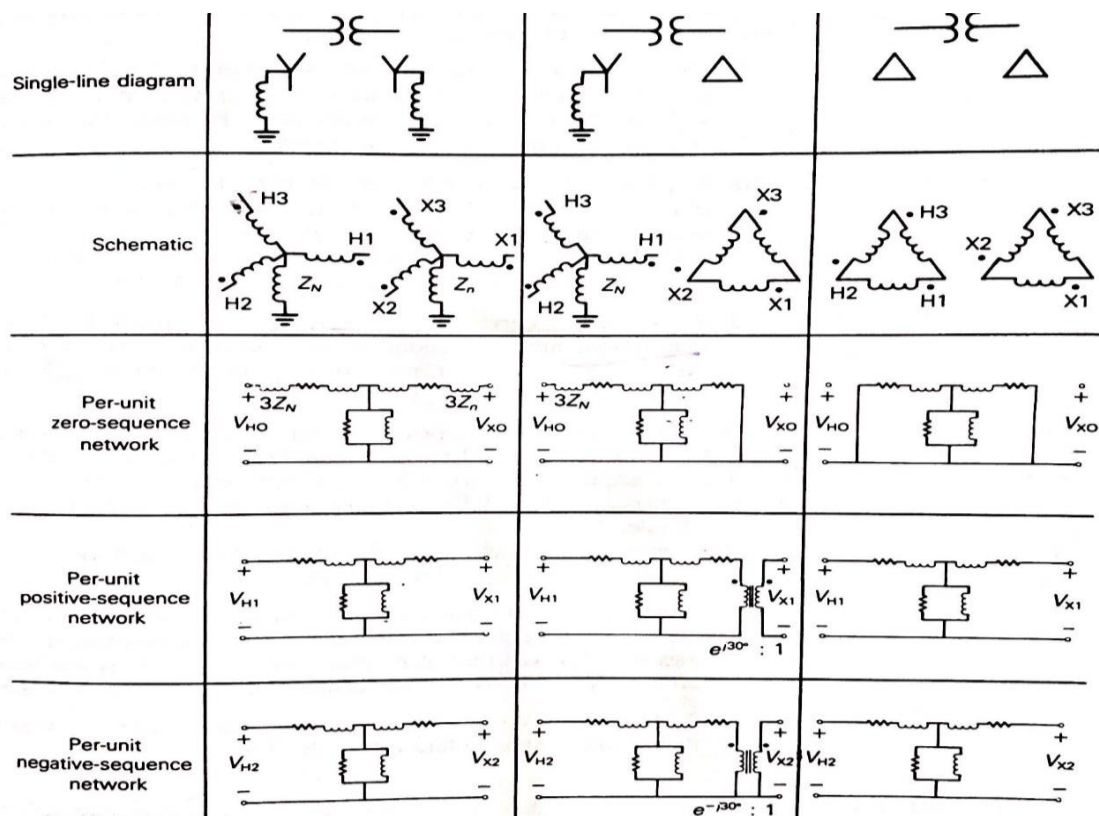 Single-line diagram
Schematic
H3
H1
H2
Z_N
X3
X1
X2
Z_n
H3
H1
H2
Z_N
X3
X2
X1
H3
H2
H1
X3
X2
X1
Per-unit
zero-sequence
network
+ 3Z_N 3Z_n +
V_HO V_XO
− −
+ 3Z_N +
V_HO V_XO
− −
+ +
V_HO V_XO
− −
Per-unit
positive-sequence
network
+ +
V_H1 V_X1
− −
+ +
V_H1 V_X1
− −
e^{j30°} : 1
+ +
V_H1 V_X1
− −
Per-unit
negative-sequence
network
+ +
V_H2 V_X2
− −
+ +
V_H2 V_X2
− −
e^{−j30°} : 1
+ +
V_H2 V_X2
− −